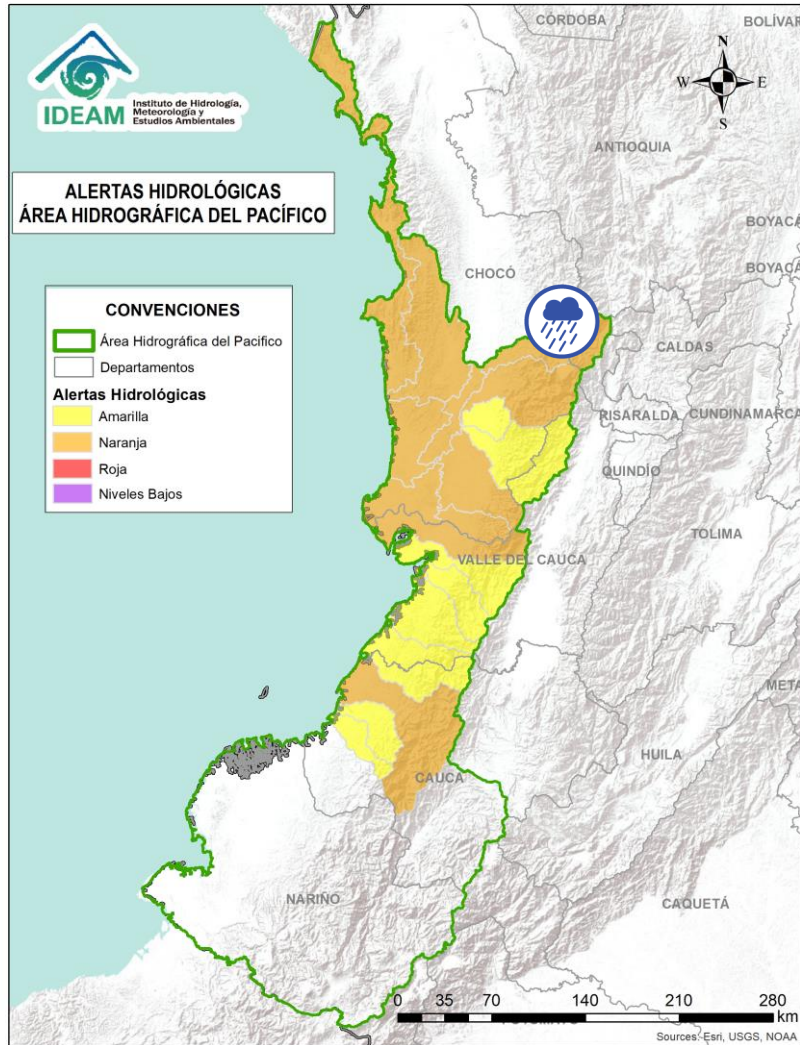 IDEAM
Instituto de Hidrología,
Meteorología y
Estudios Ambientales
ALERTAS HIDROLÓGICAS
ÁREA HIDROGRÁFICA DEL PACÍFICO
CONVENCIONES
Área Hidrográfica del Pacifico
Departamentos
Alertas Hidrológicas
Amarilla
Naranja
Roja
Niveles Bajos
N
W E
S
CÓRDOBA
BOLÍVAR
ANTIOQUIA
BOYACÁ
BOYACÁ
CHOCÓ
CALDAS
RISARALDA
CUNDINAMARCA
QUINDÍO
TOLIMA
VALLE DEL CAUCA
META
HUILA
CAUCA
NARIÑO
CAQUETÁ
0 35 70 140 210 280
km
Sources: Esri, USGS, NOAA